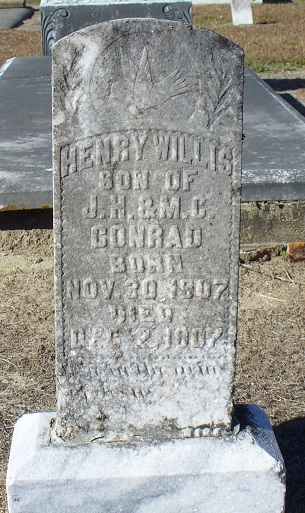 HENRY WILLIS
SON OF
J. H. & M. C.
CONRAD
BORN
NOV. 30, 1907.
DIED
DEC. 2, 1907.